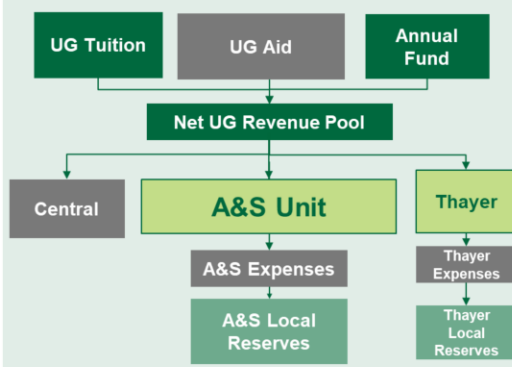 UG Tuition
UG Aid
Annual
Fund
Net UG Revenue Pool
Central
A&S Unit
Thayer
A&S Expenses
Thayer
Expenses
A&S Local
Reserves
Thayer
Local
Reserves